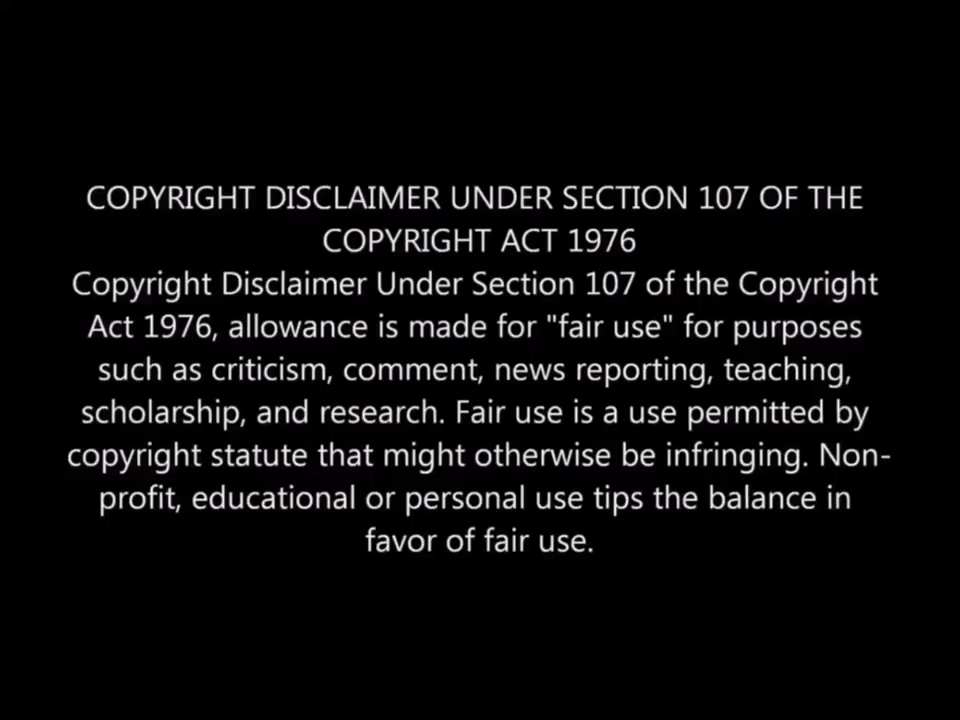 COPYRIGHT DISCLAIMER UNDER SECTION 107 OF THE
COPYRIGHT ACT 1976
Copyright Disclaimer Under Section 107 of the Copyright
Act 1976, allowance is made for "fair use" for purposes
such as criticism, comment, news reporting, teaching,
scholarship, and research. Fair use is a use permitted by
copyright statute that might otherwise be infringing. Non-
profit, educational or personal use tips the balance in
favor of fair use.